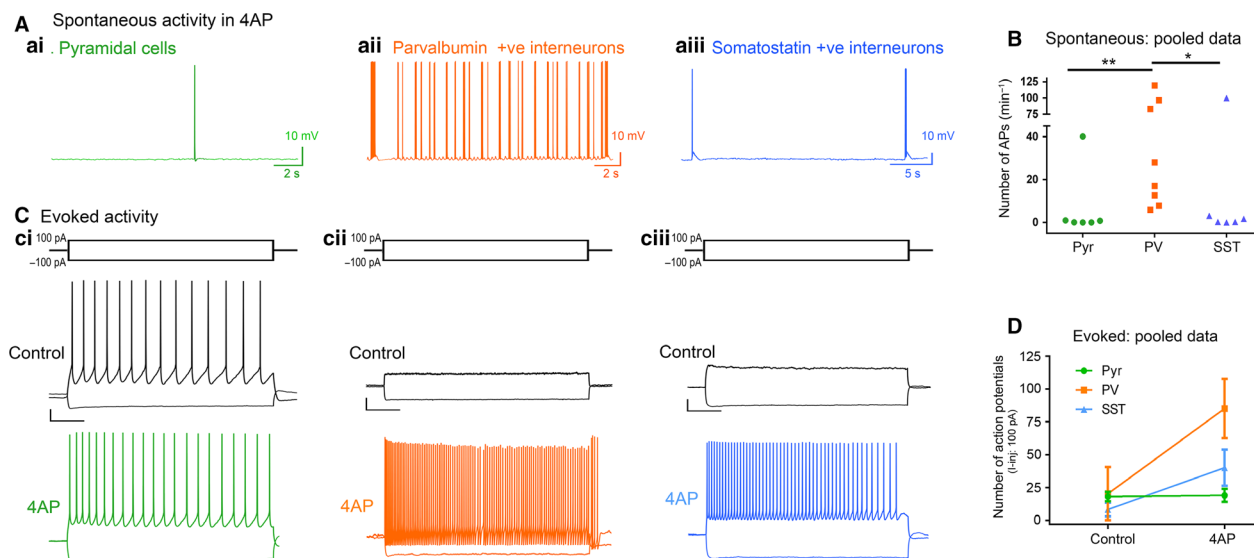 A Spontaneous activity in 4AP
ai . Pyramidal cells
10 mV
2 s
aii Parvalbumin +ve interneurons
10 mV
2 s
aiii Somatostatin +ve interneurons
10 mV
5 s
B Spontaneous: pooled data
** *
Number of APs (min⁻¹)
125
100
75
40
20
0
Pyr PV SST
C Evoked activity
ci 100 pA
–100 pA
Control
4AP
cii 100 pA
–100 pA
Control
4AP
ciii 100 pA
–100 pA
Control
4AP
D Evoked: pooled data
Number of action potentials
(I-inj: 100 pA)
125
100
75
50
25
0
Pyr
PV
SST
Control 4AP